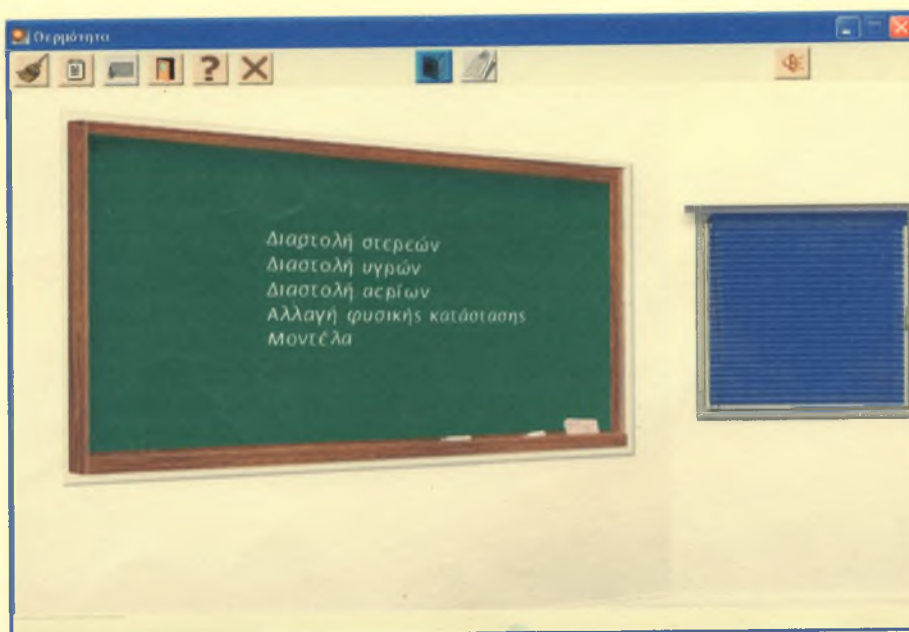 Θερμότητα
?
Διαστολή στερεών
Διαστολή υγρών
Διαστολή αερίων
Αλλαγή φυσικής κατάστασης
Μοντέλα